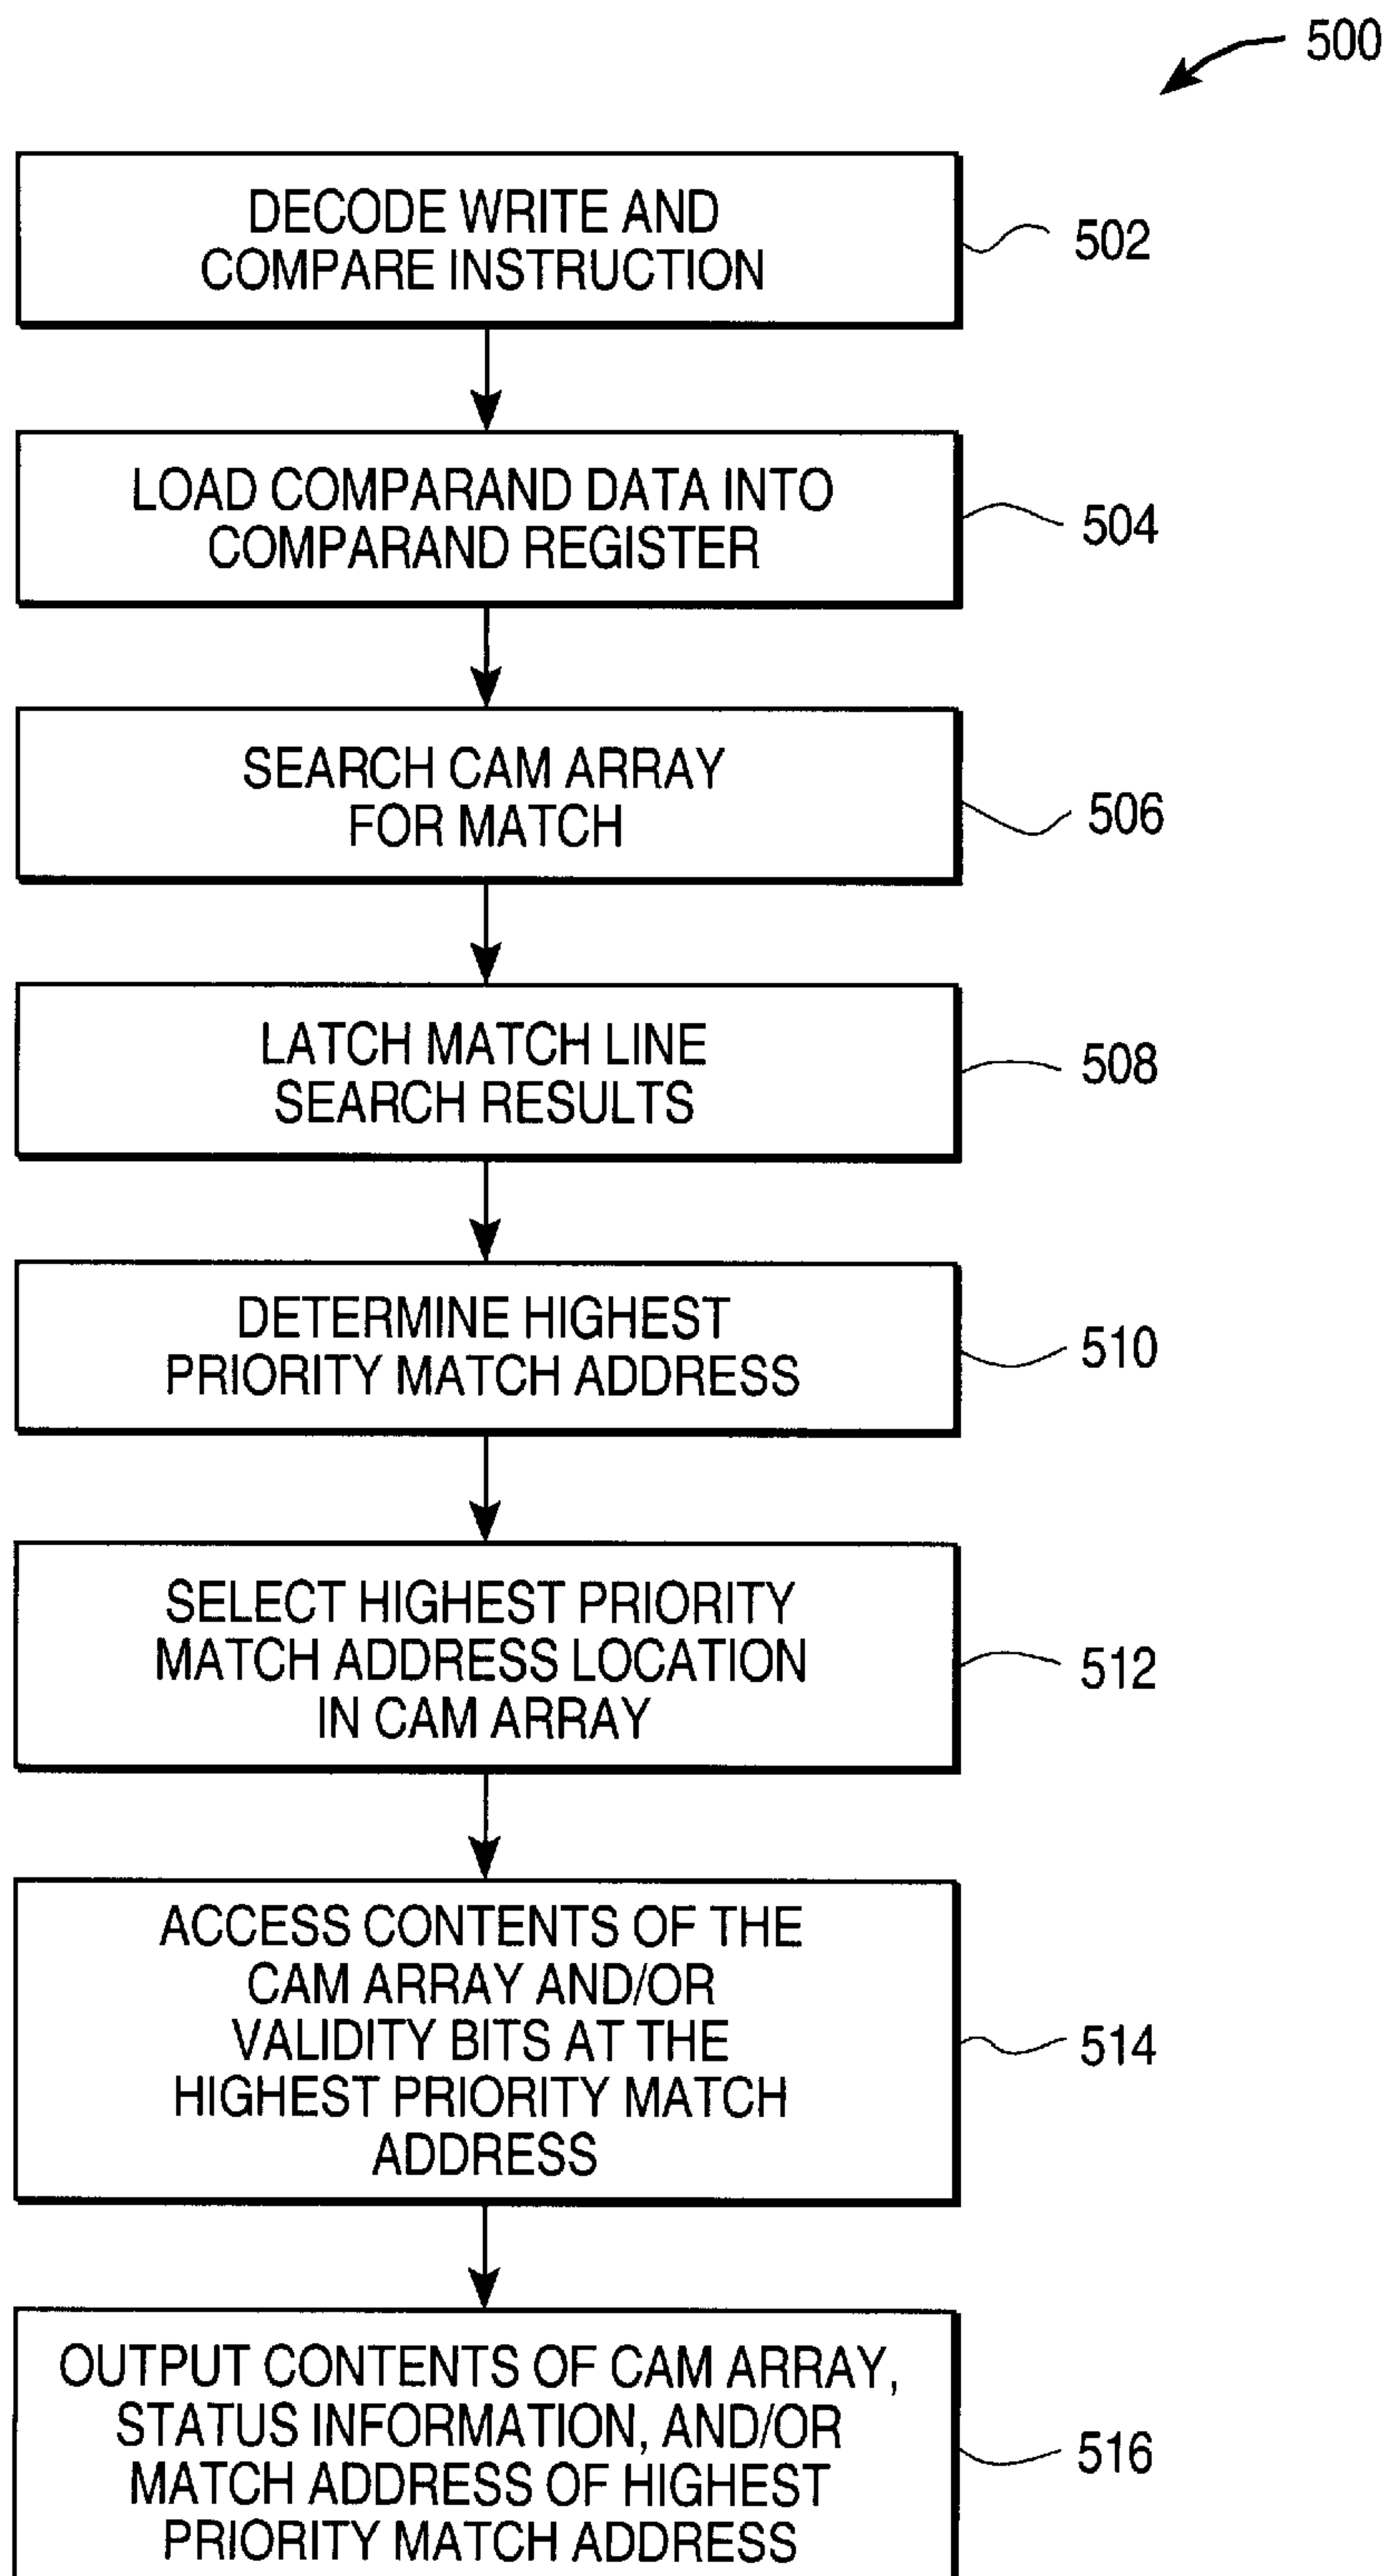 500
DECODE WRITE AND
COMPARE INSTRUCTION
502
LOAD COMPARAND DATA INTO
COMPARAND REGISTER
504
SEARCH CAM ARRAY
FOR MATCH
506
LATCH MATCH LINE
SEARCH RESULTS
508
DETERMINE HIGHEST
PRIORITY MATCH ADDRESS
510
SELECT HIGHEST PRIORITY
MATCH ADDRESS LOCATION
IN CAM ARRAY
512
ACCESS CONTENTS OF THE
CAM ARRAY AND/OR
VALIDITY BITS AT THE
HIGHEST PRIORITY MATCH
ADDRESS
514
OUTPUT CONTENTS OF CAM ARRAY,
STATUS INFORMATION, AND/OR
MATCH ADDRESS OF HIGHEST
PRIORITY MATCH ADDRESS
516